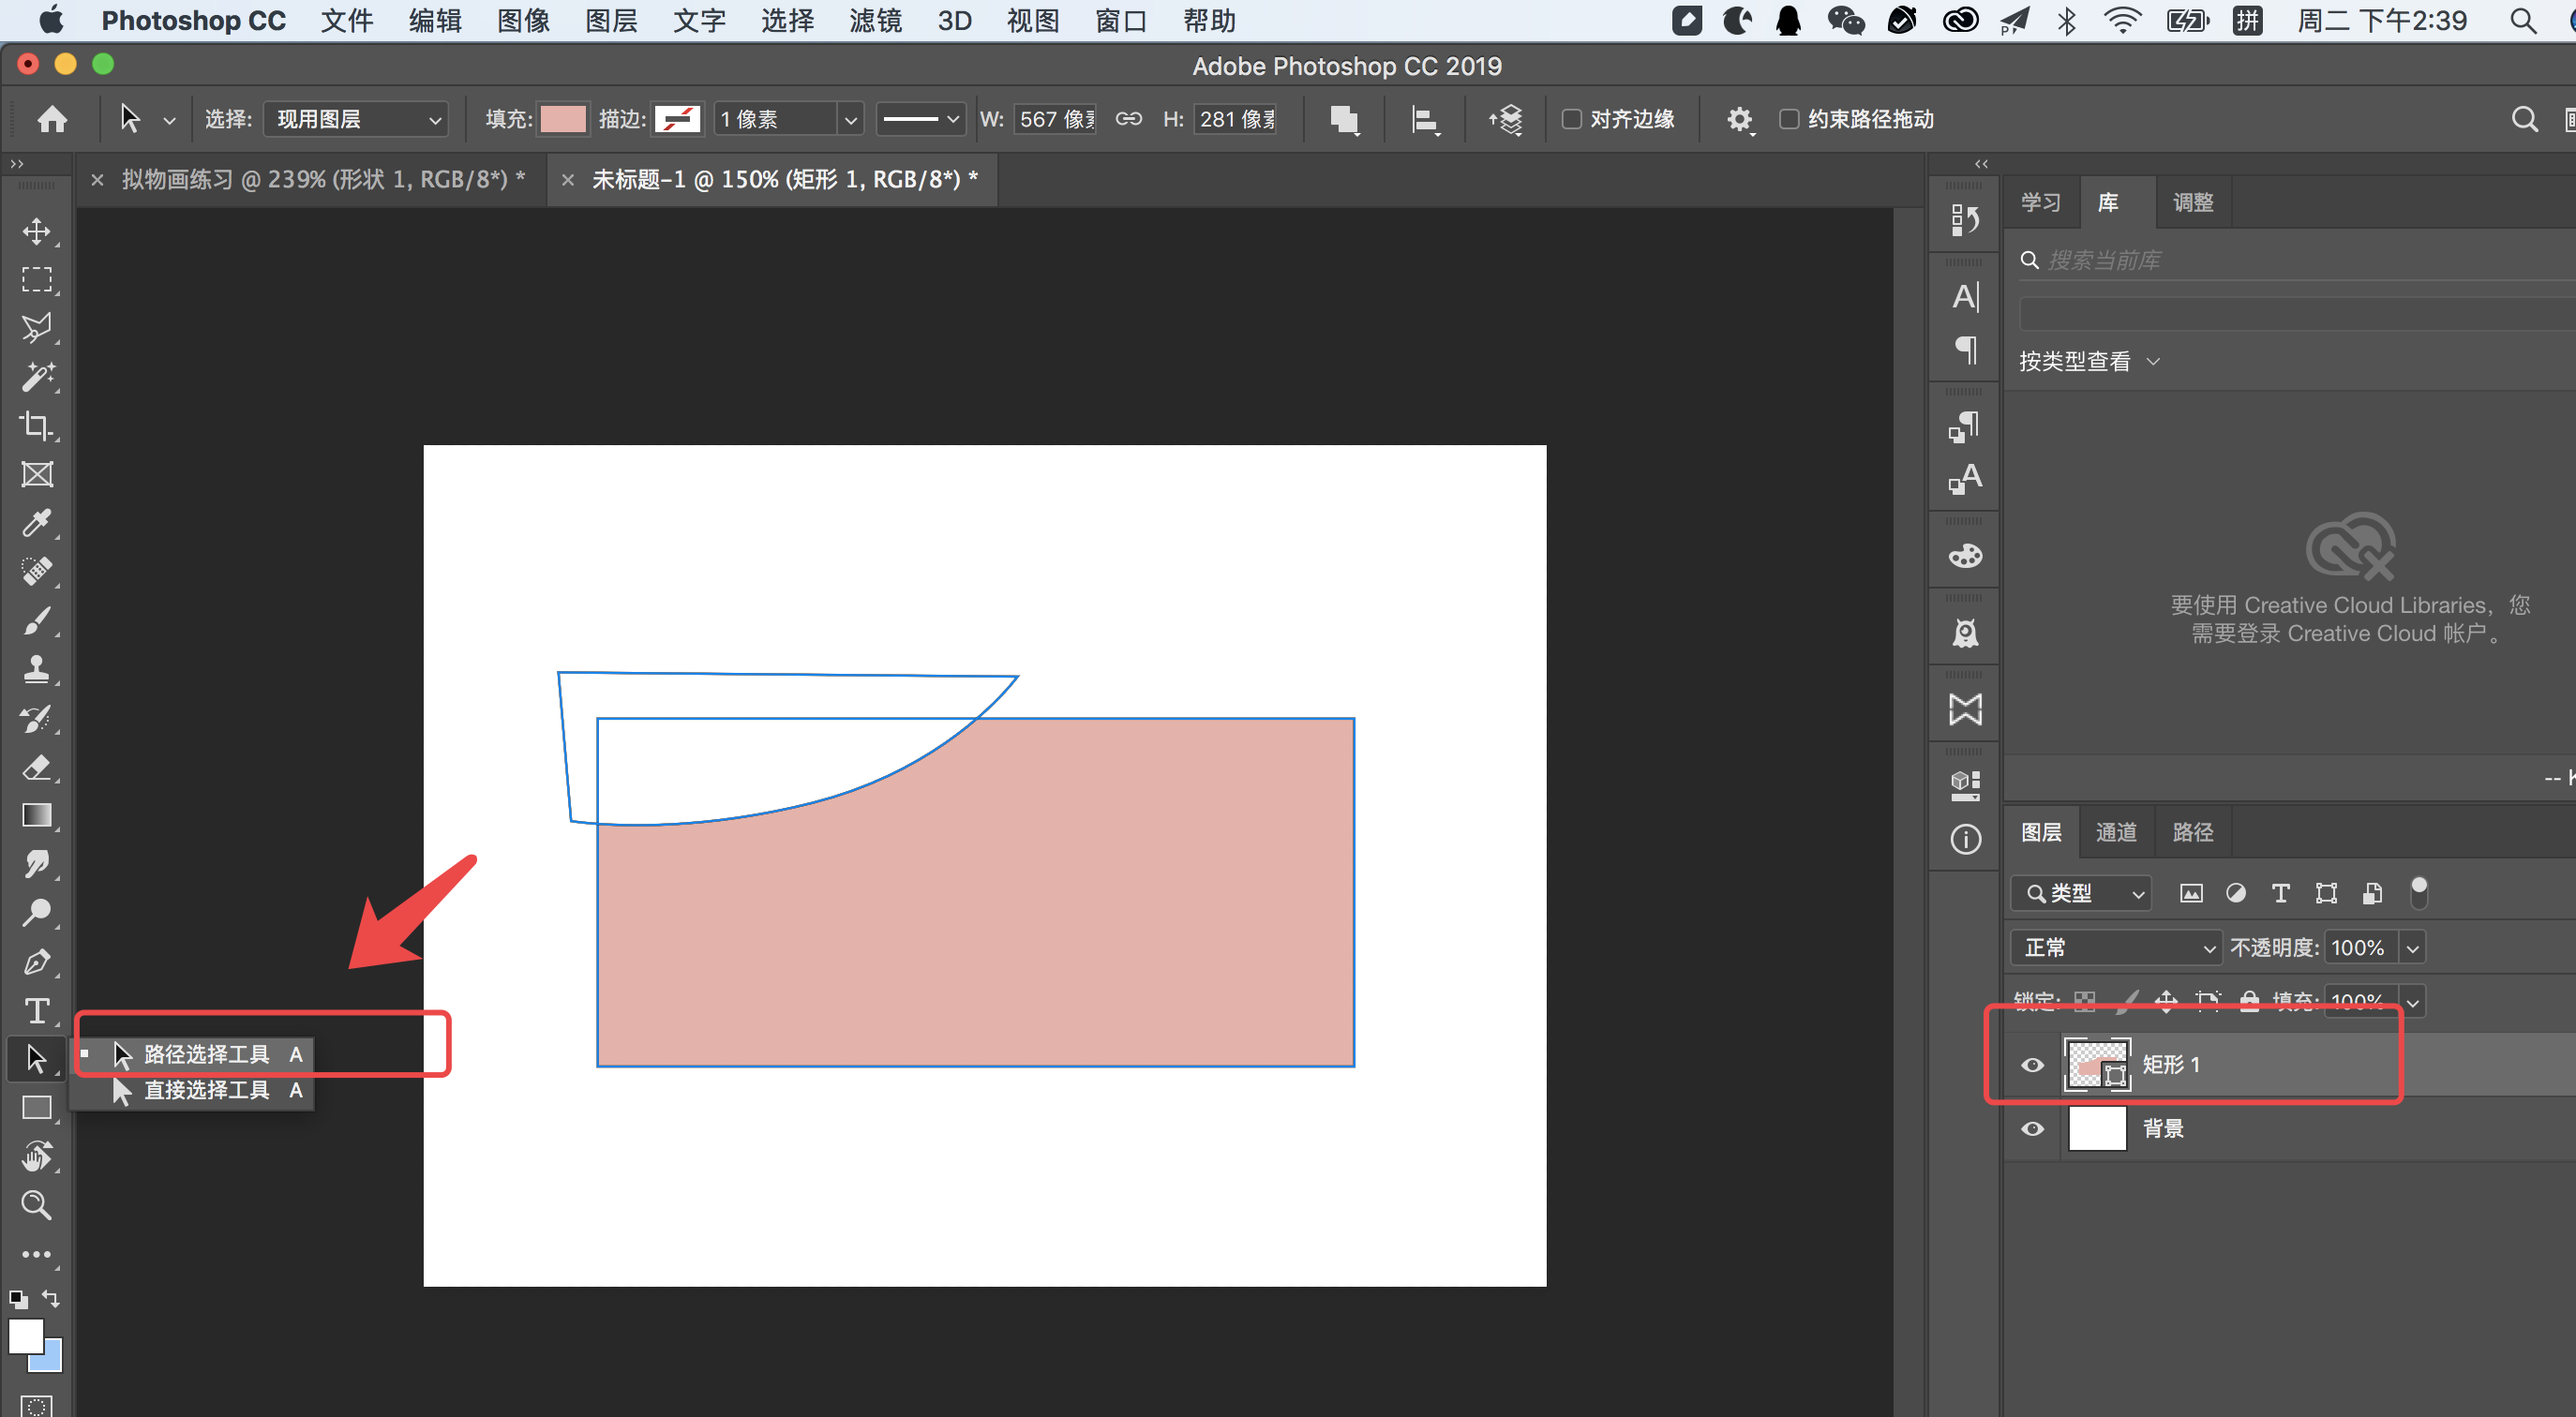 Photoshop CC 文件 编辑 图像 图层 文字 选择 滤镜 3D 视图 窗口 帮助 拼 周二 下午2:39
Adobe Photoshop CC 2019
选择: 现用图层 填充: 描边: 1 像素 W: 567 像 H: 281 像 对齐边缘 约束路径拖动
拟物画练习 @ 239% (形状 1, RGB/8*) * 未标题-1 @ 150% (矩形 1, RGB/8*) *
学习 库 调整
搜索当前库
按类型查看
要使用 Creative Cloud Libraries，您
需要登录 Creative Cloud 帐户。
-- K
图层 通道 路径
类型
正常 不透明度: 100%
锁定: 填充: 100%
路径选择工具 A
直接选择工具 A
矩形 1
背景